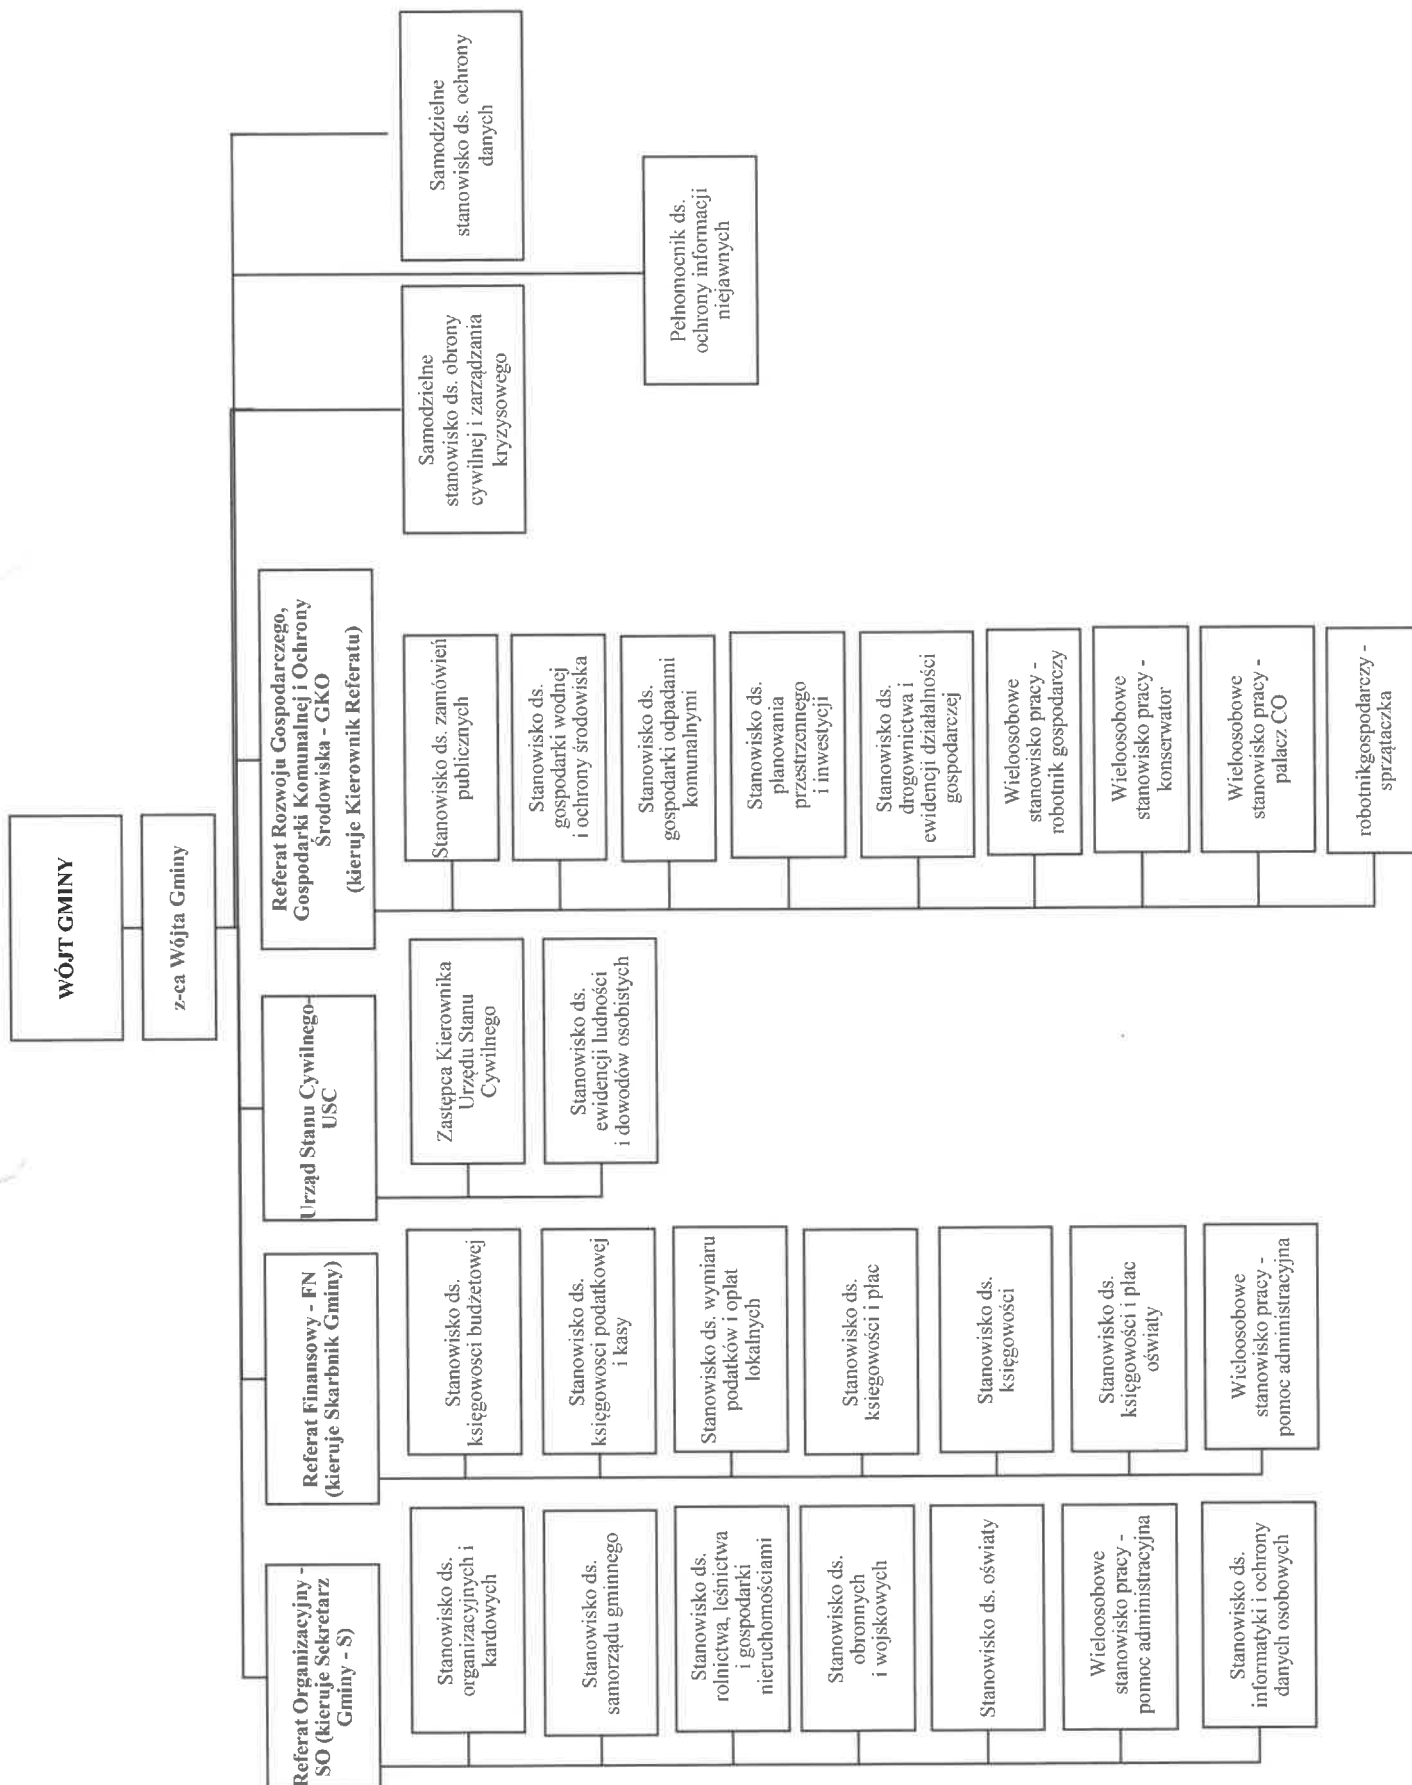 WÓJT GMINY
z-ca Wójta Gminy
Referat Organizacyjny -
SO (kieruje Sekretarz
Gminy - S)
Stanowisko ds.
organizacyjnych i
kardowych
Stanowisko ds.
samorządu gminnego
Stanowisko ds.
rolnictwa, leśnictwa
i gospodarki
nieruchomościami
Stanowisko ds.
obronnych
i wojskowych
Stanowisko ds. oświaty
Wieloosobowe
stanowisko pracy -
pomoc administracyjna
Stanowisko ds.
informatyki i ochrony
danych osobowych
Referat Finansowy - FN
(kieruje Skarbnik Gminy)
Stanowisko ds.
księgowosci budżetowej
Stanowisko ds.
księgowosci podatkowej
i kasy
Stanowisko ds. wymiaru
podatków i opłat
lokalnych
Stanowisko ds.
ksiegowości i płac
Stanowisko ds.
księgowości
Stanowisko ds.
księgowości i płac
oświaty
Wieloosobowe
stanowisko pracy -
pomoc administracyjna
Urząd Stanu Cywilnego-
USC
Zastępca Kierownika
Urzędu Stanu
Cywilnego
Stanowisko ds.
ewidencji ludności
i dowodów osobistych
Referat Rozwoju Gospodarczego,
Gospodarki Komunalnej i Ochrony
Środowiska - GKO
(kieruje Kierownik Referatu)
Stanowisko ds. zamówień
publicznych
Stanowisko ds.
gospodarki wodnej
i ochrony środowiska
Stanowisko ds.
gospodarki odpadami
komunalnymi
Stanowisko ds.
planowania
przestrzennego
i inwestycji
Stanowisko ds.
drogownictwa i
ewidencji działalności
gospodarczej
Wieloosobowe
stanowisko pracy -
robotnik gospodarczy
Wieloosobowe
stanowisko pracy -
konserwator
Wieloosobowe
stanowisko pracy -
palacz CO
robotnikgospodarczy -
sprzątaczka
Samodzielne
stanowisko ds. obrony
cywilnej i zarządzania
kryzysowego
Samodzielne
stanowisko ds. ochrony
danych
Pełnomocnik ds.
ochrony informacji
niejawnych